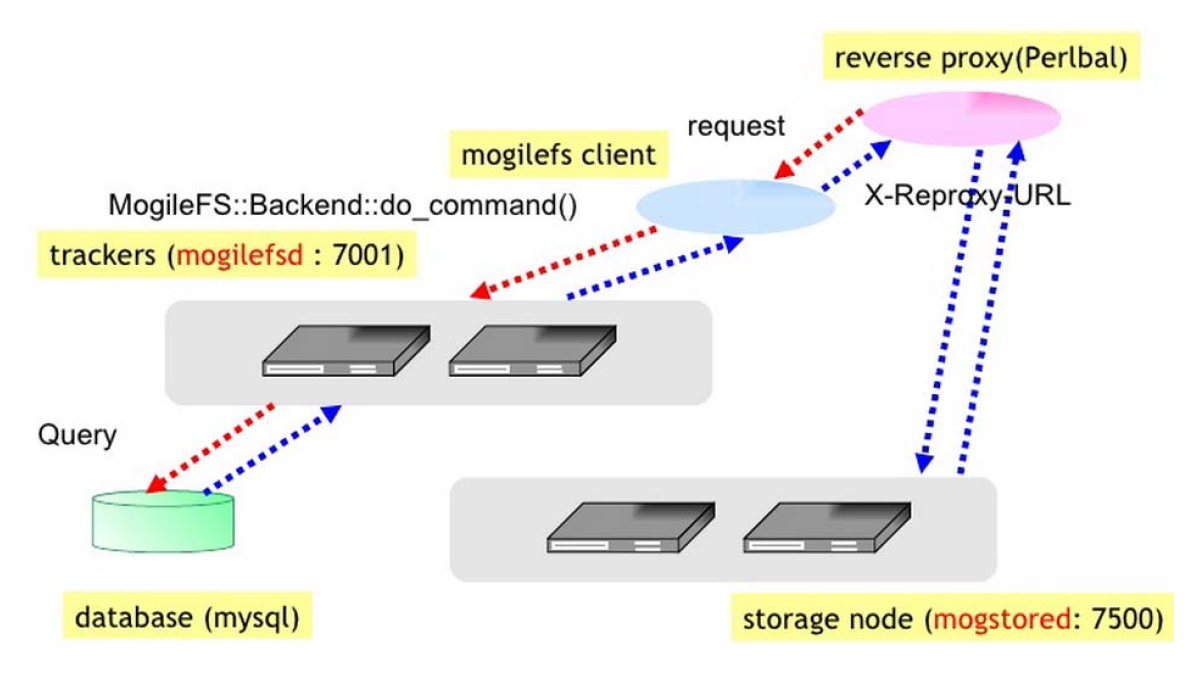 reverse proxy(Perlbal)
request
mogilefs client
MogileFS::Backend::do_command()
X-Reproxy-URL
trackers (mogilefsd : 7001)
Query
database (mysql)
storage node (mogstored: 7500)